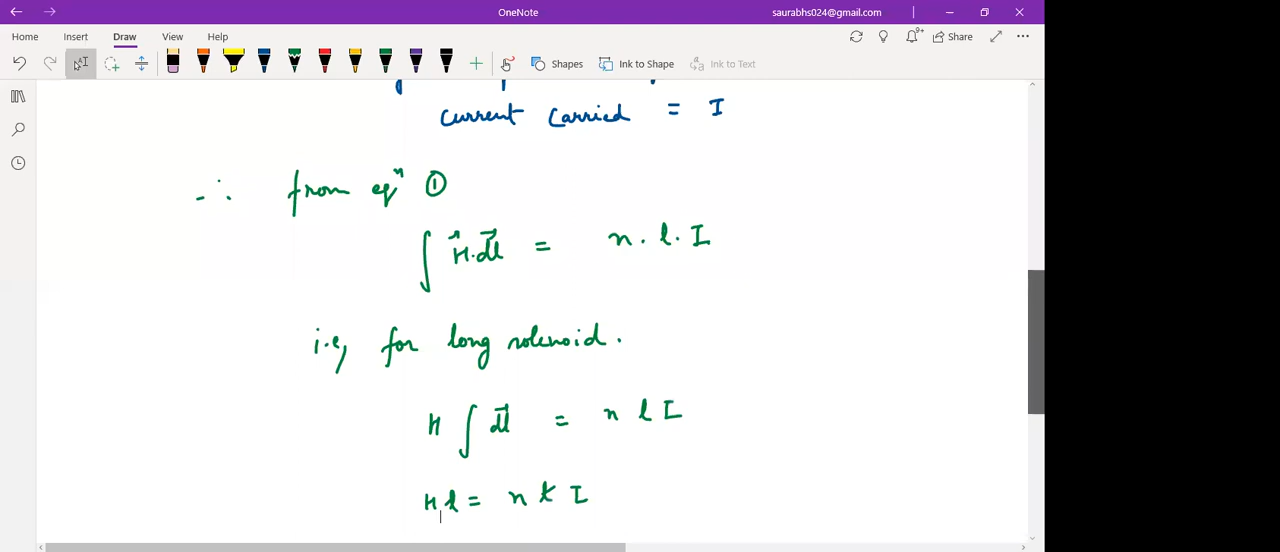 OneNote
saurabhs024@gmail.com
Home Insert Draw View Help
9+ Share
Shapes Ink to Shape Ink to Text
current carried = I
∴ from eqⁿ ①
∫ H⃗.dl⃗ = n.l.I
i.e, for long solenoid.
H ∫ dl⃗ = n l I
H l = n l I